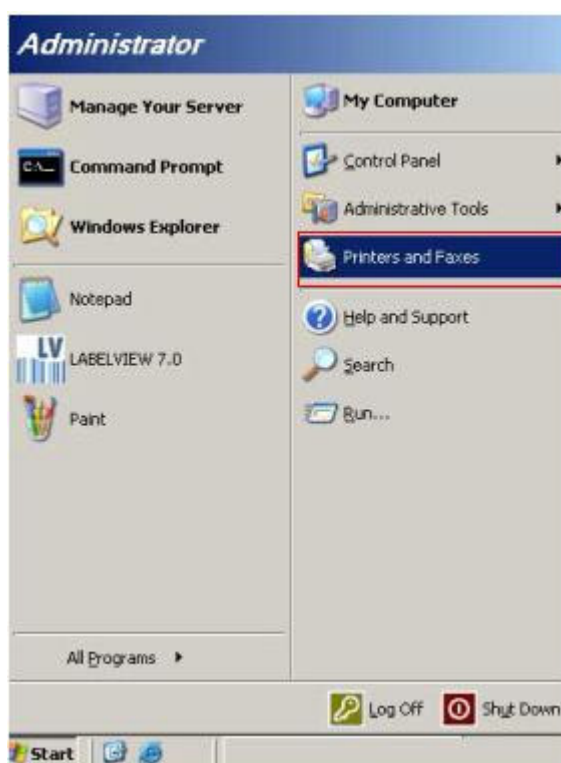 Administrator
Manage Your Server
Command Prompt
Windows Explorer
Notepad
LV
LABELVIEW 7.0
Paint
All Programs
My Computer
Control Panel
Administrative Tools
Printers and Faxes
Help and Support
Search
Run...
Log Off
Shut Down
Start